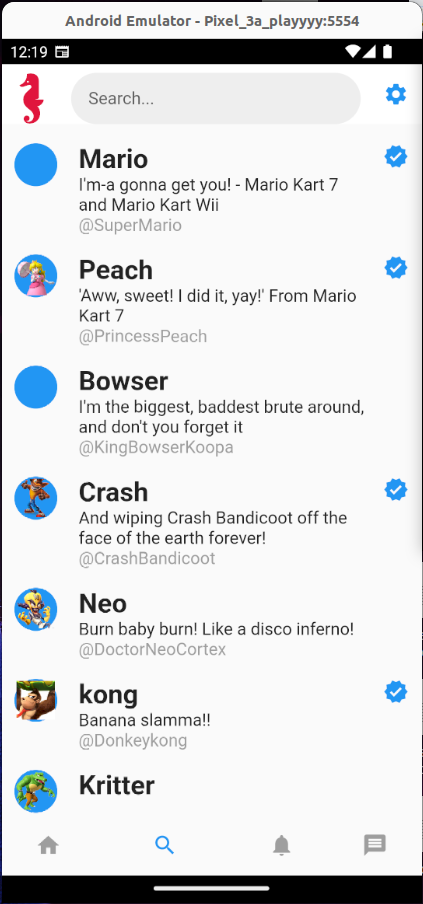 Android Emulator - Pixel_3a_playyyy:5554
12:19
Search...
Mario
I'm-a gonna get you! - Mario Kart 7
and Mario Kart Wii
@SuperMario
Peach
'Aww, sweet! I did it, yay!' From Mario
Kart 7
@PrincessPeach
Bowser
I'm the biggest, baddest brute around,
and don't you forget it
@KingBowserKoopa
Crash
And wiping Crash Bandicoot off the
face of the earth forever!
@CrashBandicoot
Neo
Burn baby burn! Like a disco inferno!
@DoctorNeoCortex
kong
Banana slamma!!
@Donkeykong
Kritter